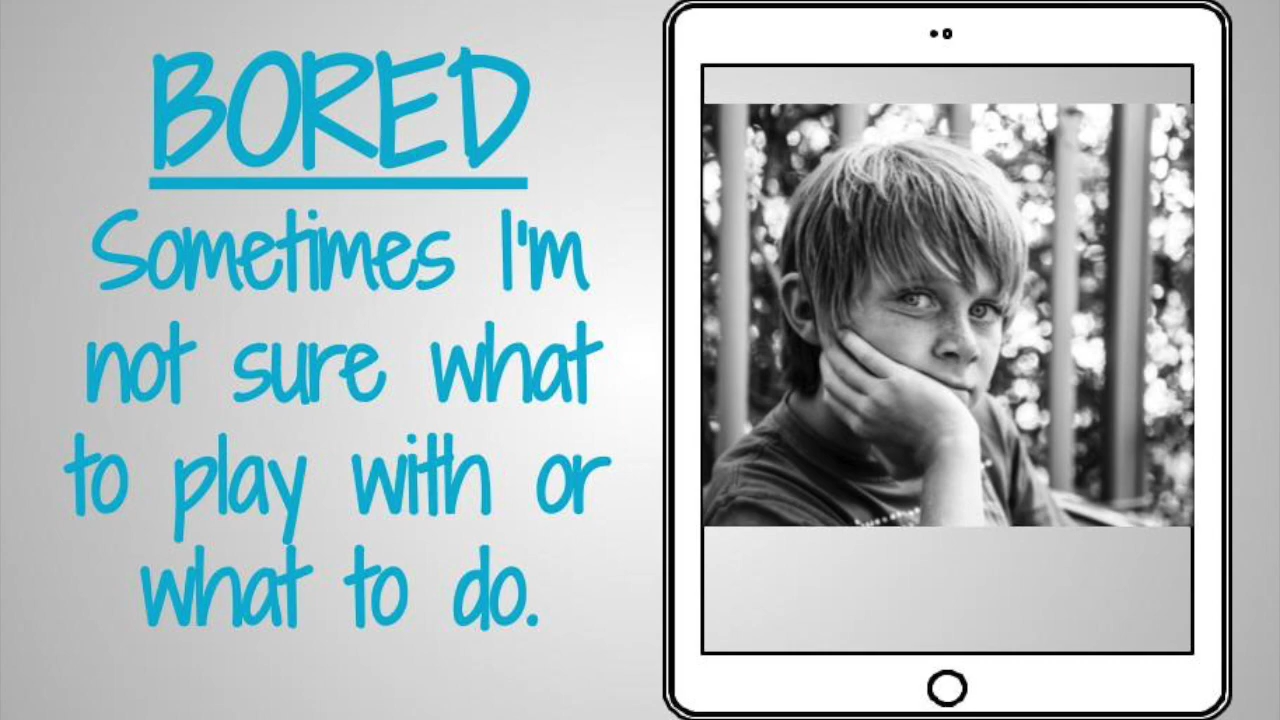 BORED
Sometimes I'm
not sure what
to play with or
what to do.